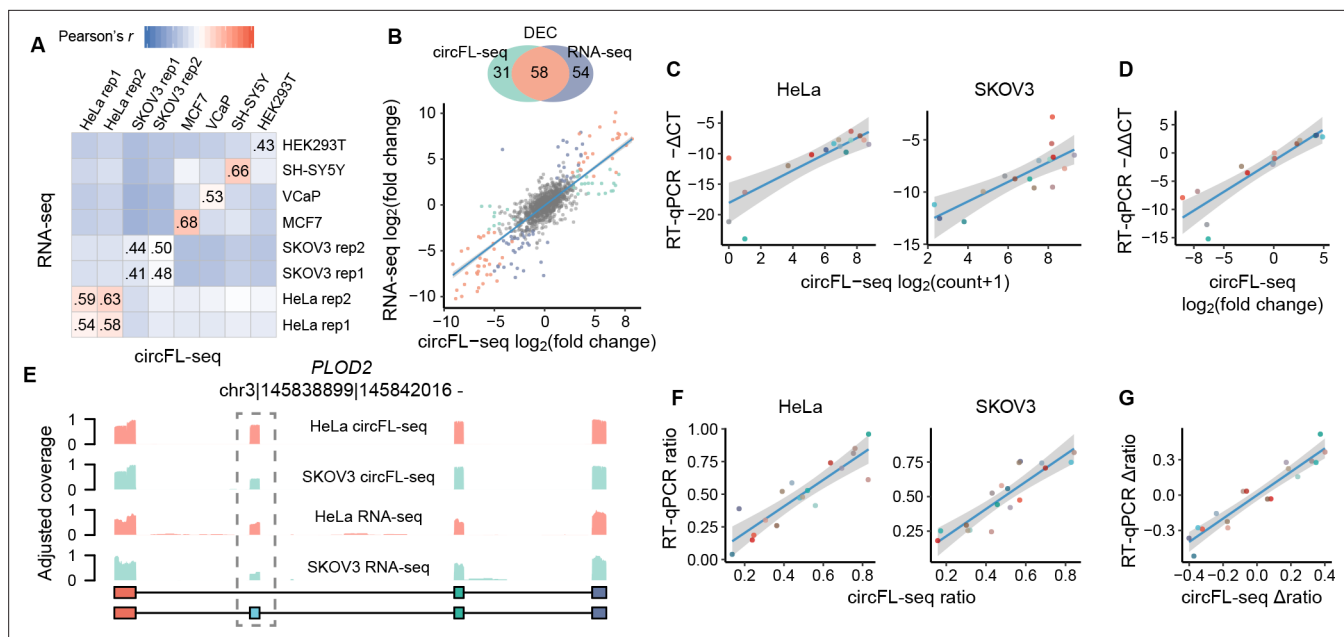 A
Pearson's r
HeLa rep1
HeLa rep2
SKOV3 rep1
SKOV3 rep2
MCF7
VCaP
SH-SY5Y
HEK293T
RNA-seq
.43 HEK293T
.66 SH-SY5Y
.53 VCaP
.68 MCF7
.44 .50 SKOV3 rep2
.41 .48 SKOV3 rep1
.59 .63 HeLa rep2
.54 .58 HeLa rep1
circFL-seq
B
DEC
circFL-seq RNA-seq
31 58 54
RNA-seq log2(fold change)
10
5
0
−5
−10
−10 −5 0 5 8
circFL−seq log2(fold change)
C
HeLa SKOV3
RT-qPCR −ΔCT
−5
−10
−15
−20
0 2 4 6 8
−5
−10
−15
2 4 6 8
circFL−seq log2(count+1)
D
RT-qPCR −ΔΔCT
5
0
−5
−10
−15
−5 0 5
circFL-seq
log2(fold change)
E
PLOD2
chr3|145838899|145842016 -
Adjusted coverage
1
0
HeLa circFL-seq
1
0
SKOV3 circFL-seq
1
0
HeLa RNA-seq
1
0
SKOV3 RNA-seq
F
HeLa SKOV3
RT-qPCR ratio
1.00
0.75
0.50
0.25
0.00
0.2 0.4 0.6 0.8
0.75
0.50
0.25
0.2 0.4 0.6 0.8
circFL-seq ratio
G
RT-qPCR Δratio
0.3
0.0
−0.3
−0.4 −0.2 0.0 0.2 0.4
circFL-seq Δratio